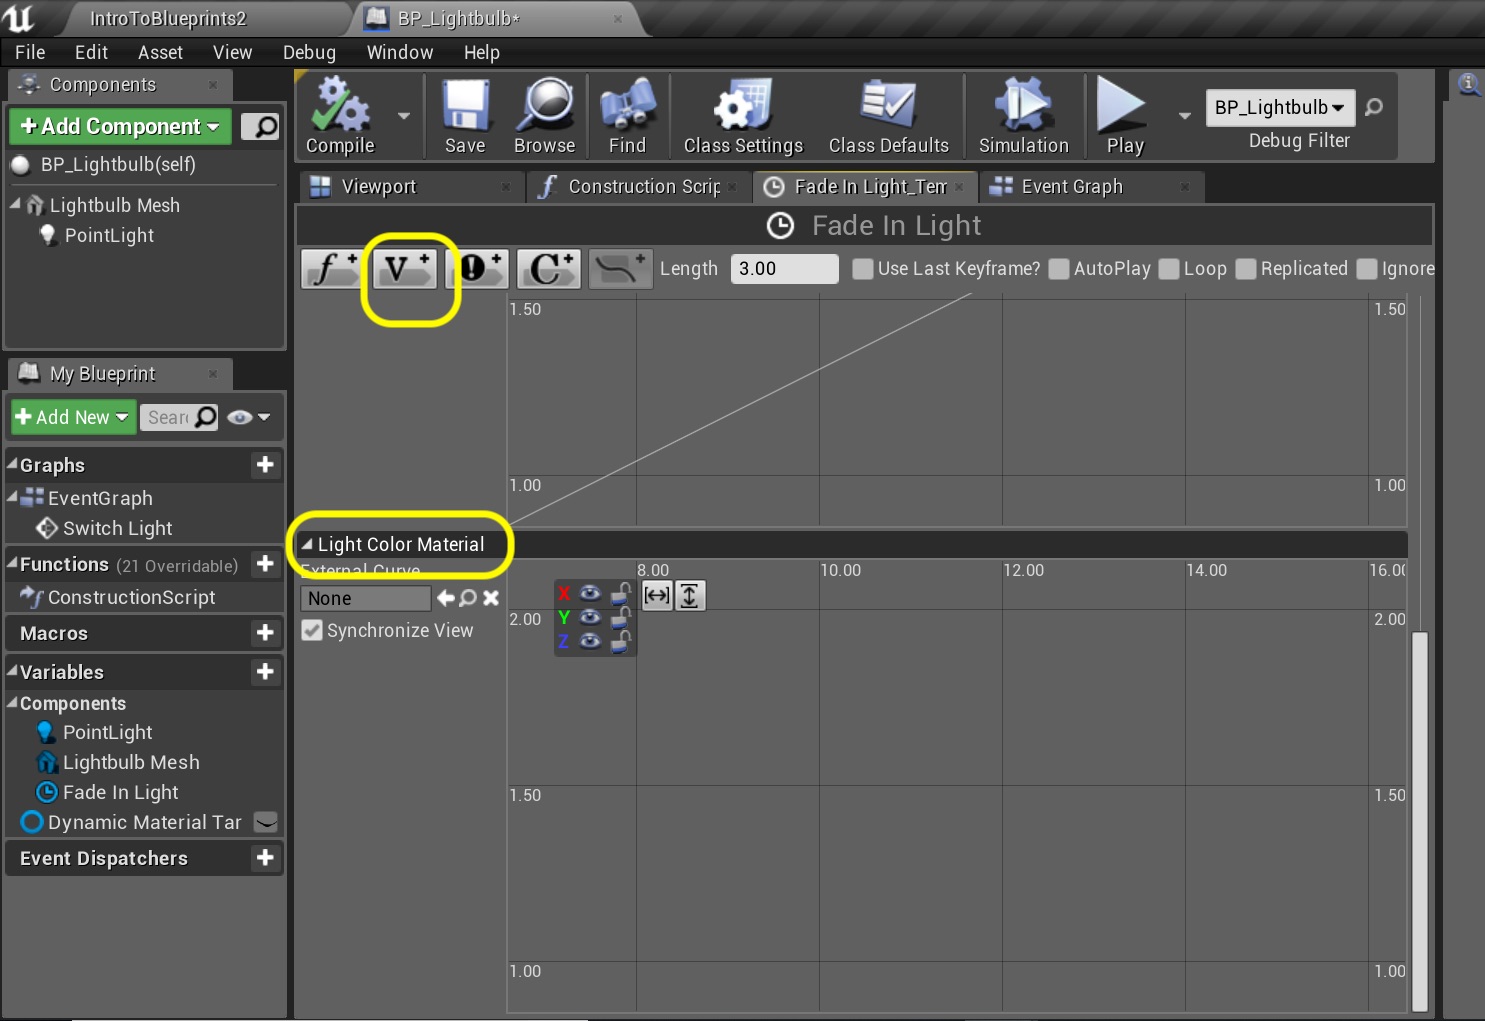 IntroToBlueprints2
BP_Lightbulb*
File Edit Asset View Debug Window Help
Components
+ Add Component
BP_Lightbulb(self)
Lightbulb Mesh
PointLight
Compile Save Browse Find Class Settings Class Defaults Simulation Play
BP_Lightbulb
Debug Filter
Viewport
Construction Scrip
Fade In Light_Tem
Event Graph
Fade In Light
f+ V+ !+ C+ Length 3.00 Use Last Keyframe? AutoPlay Loop Replicated Ignore
1.50 1.50
1.00 1.00
Light Color Material
External Curve
None
Synchronize View
8.00 10.00 12.00 14.00 16.00
X
Y
Z
2.00 2.00
1.50 1.50
1.00 1.00
My Blueprint
+ Add New
Sear
Graphs +
EventGraph
Switch Light
Functions (21 Overridable) +
ConstructionScript
Macros +
Variables +
Components
PointLight
Lightbulb Mesh
Fade In Light
Dynamic Material Tar
Event Dispatchers +